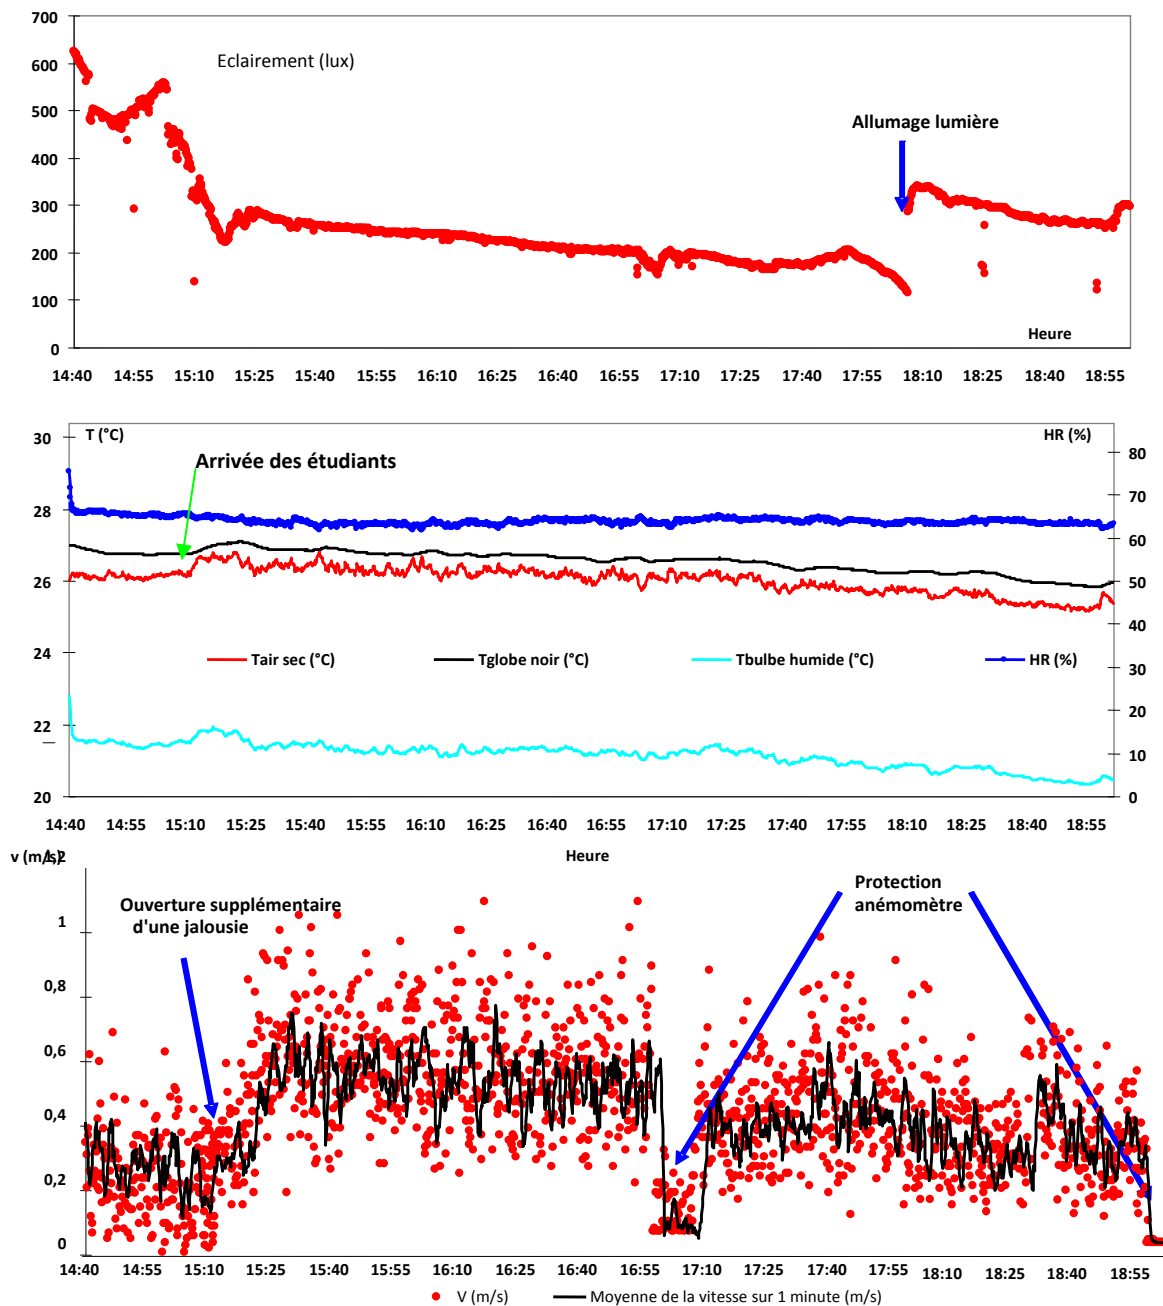 700
600
500
400
300
200
100
0
Eclairement (lux)
Allumage lumière
Heure
14:40 14:55 15:10 15:25 15:40 15:55 16:10 16:25 16:40 16:55 17:10 17:25 17:40 17:55 18:10 18:25 18:40 18:55
T (°C)
HR (%)
Arrivée des étudiants
30
28
26
24
22
20
80
70
60
50
40
30
20
10
0
Tair sec (°C) Tglobe noir (°C) Tbulbe humide (°C) HR (%)
14:40 14:55 15:10 15:25 15:40 15:55 16:10 16:25 16:40 16:55 17:10 17:25 17:40 17:55 18:10 18:25 18:40 18:55
Heure
v (m/s)
1,2
1
0,8
0,6
0,4
0,2
0
Ouverture supplémentaire
d'une jalousie
Protection
anémomètre
14:40 14:55 15:10 15:25 15:40 15:55 16:10 16:25 16:40 16:55 17:10 17:25 17:40 17:55 18:10 18:25 18:40 18:55
V (m/s) Moyenne de la vitesse sur 1 minute (m/s)